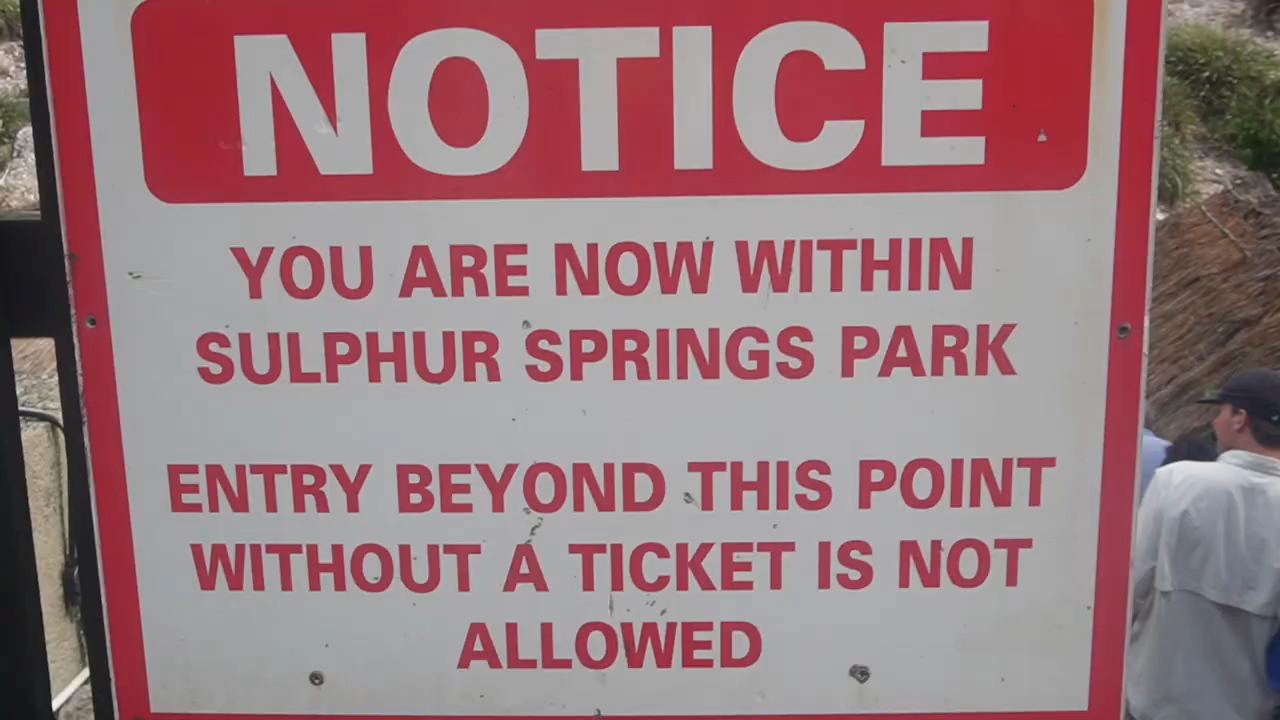 NOTICE
YOU ARE NOW WITHIN
SULPHUR SPRINGS PARK
ENTRY BEYOND THIS POINT
WITHOUT A TICKET IS NOT
ALLOWED